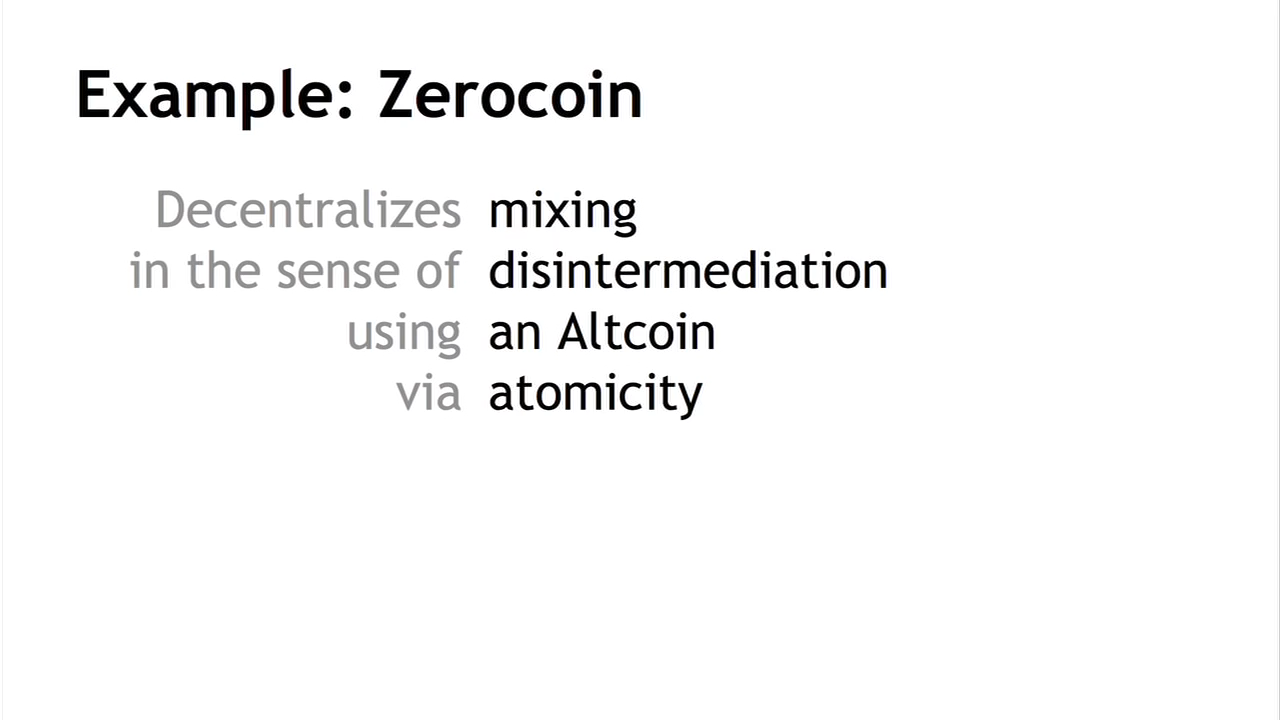 Example: Zerocoin
Decentralizes mixing
in the sense of disintermediation
using an Altcoin
via atomicity